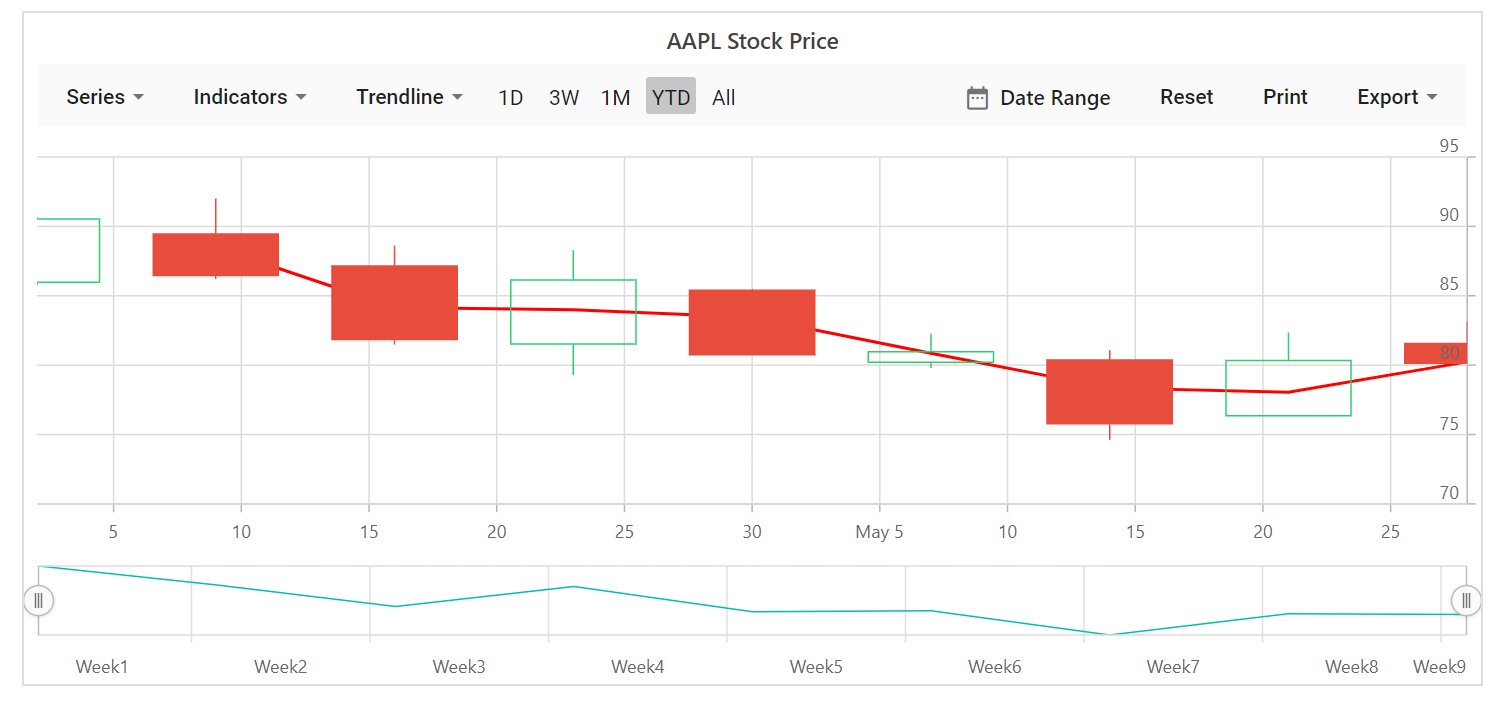 AAPL Stock Price
Series Indicators Trendline 1D 3W 1M YTD All Date Range Reset Print Export
95
90
85
80
75
70
5 10 15 20 25 30 May 5 10 15 20 25
Week1 Week2 Week3 Week4 Week5 Week6 Week7 Week8 Week9